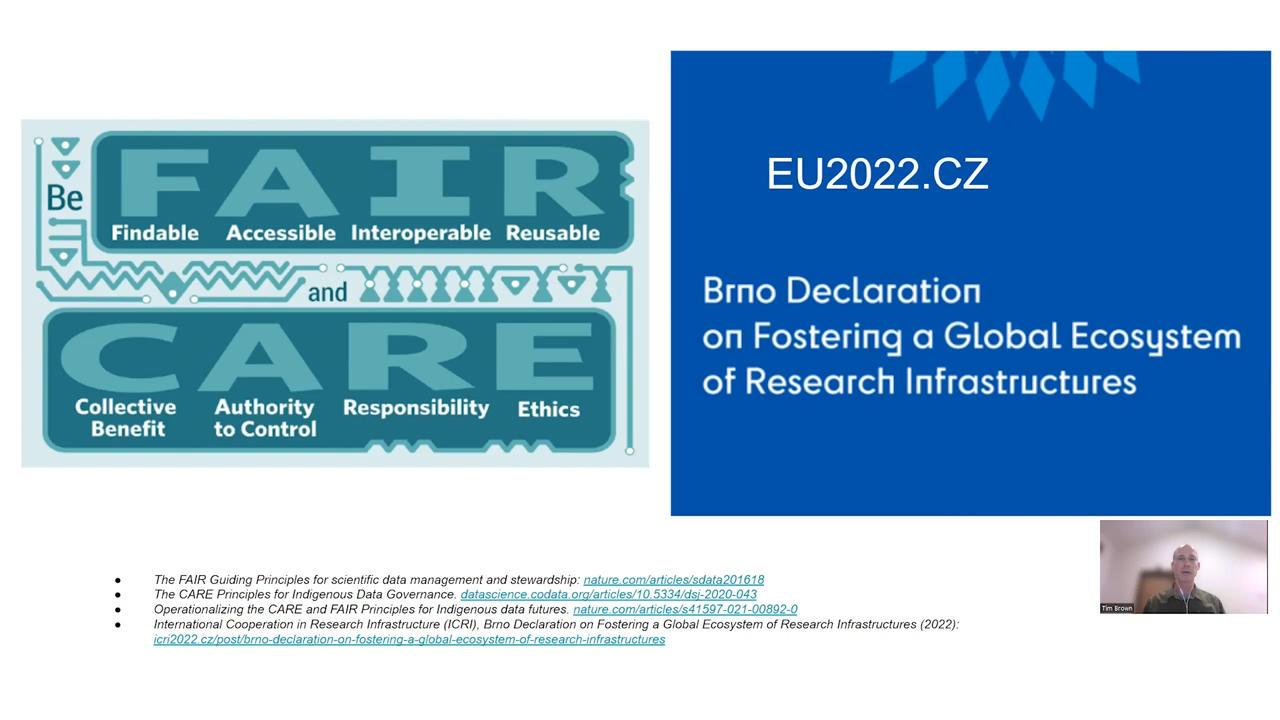 Be
FAIR
Findable Accessible Interoperable Reusable
and
CARE
Collective Benefit Authority to Control Responsibility Ethics
EU2022.CZ
Brno Declaration
on Fostering a Global Ecosystem
of Research Infrastructures
Tim Brown
● The FAIR Guiding Principles for scientific data management and stewardship: nature.com/articles/sdata201618
● The CARE Principles for Indigenous Data Governance. datascience.codata.org/articles/10.5334/dsj-2020-043
● Operationalizing the CARE and FAIR Principles for Indigenous data futures. nature.com/articles/s41597-021-00892-0
● International Cooperation in Research Infrastructure (ICRI), Brno Declaration on Fostering a Global Ecosystem of Research Infrastructures (2022):
icri2022.cz/post/brno-declaration-on-fostering-a-global-ecosystem-of-research-infrastructures